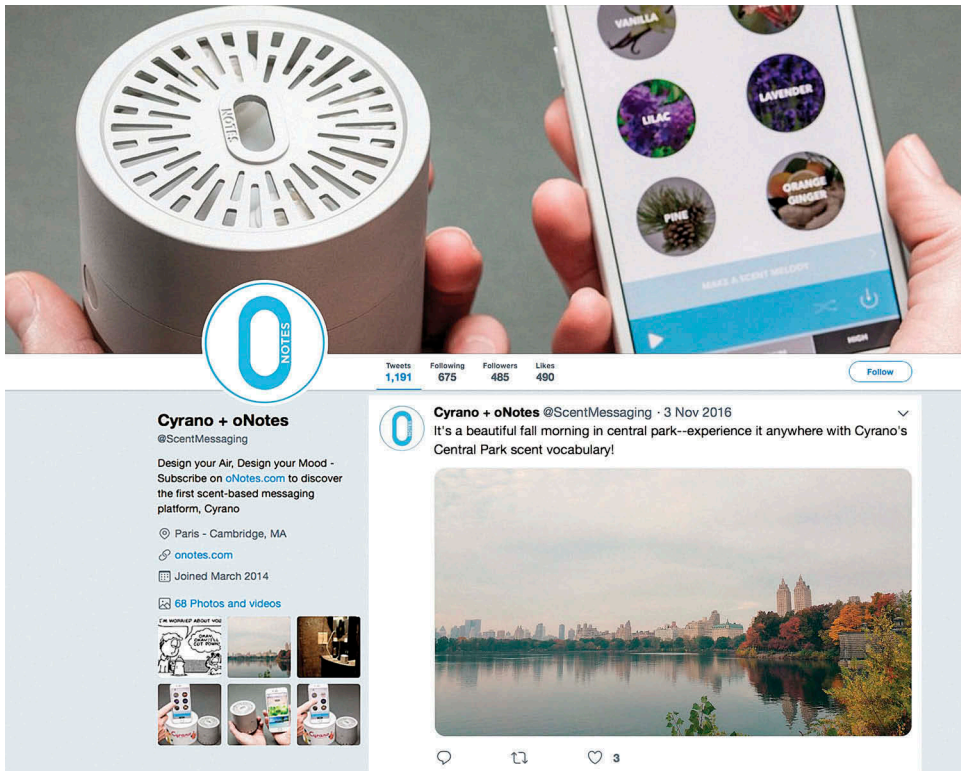 VANILLA
LILAC
LAVENDER
PINE
ORANGE
GINGER
MAKE A SCENT MELODY
HIGH
NOTES
NOTES
Tweets
Following
Followers
Likes
1,191
675
485
490
Follow
Cyrano + oNotes
@ScentMessaging
Design your Air, Design your Mood -
Subscribe on oNotes.com to discover
the first scent-based messaging
platform, Cyrano
Paris - Cambridge, MA
onotes.com
Joined March 2014
68 Photos and videos
I'M WORRIED ABOUT YOU
Cyrano
Cyrano
NOTES
Cyrano + oNotes @ScentMessaging · 3 Nov 2016
It's a beautiful fall morning in central park--experience it anywhere with Cyrano's
Central Park scent vocabulary!
3